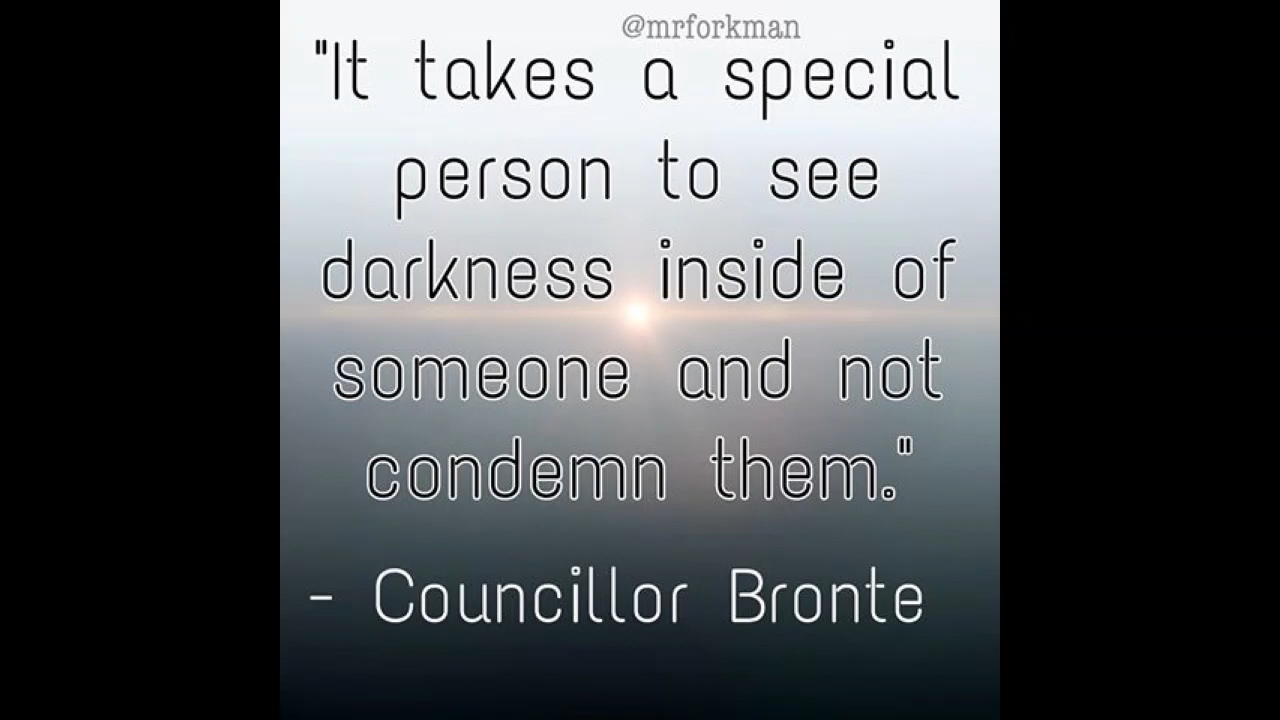 @mrforkman
"It takes a special
person to see
darkness inside of
someone and not
condemn them."
- Councillor Bronte